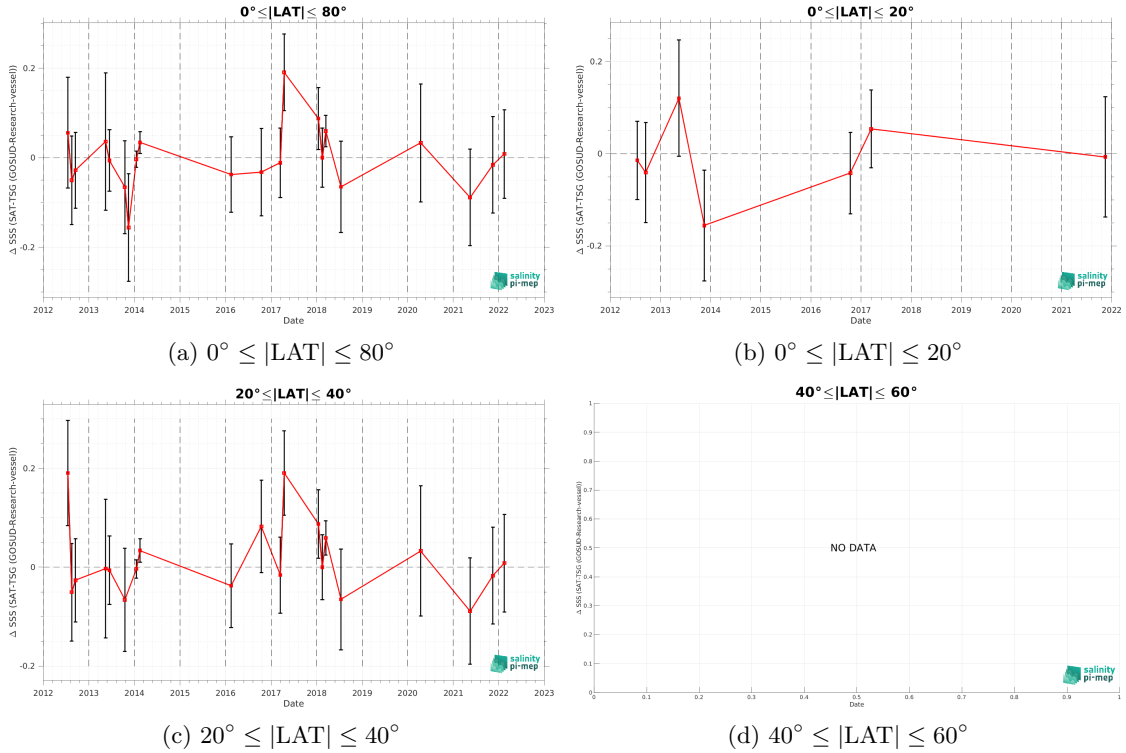 0°≤|LAT|≤ 80°
Δ SSS (SAT-TSG (GOSUD-Research-vessel))
0.2
0
-0.2
2012 2013 2014 2015 2016 2017 2018 2019 2020 2021 2022 2023
Date
salinity
pi-mep
(a) 0° ≤ |LAT| ≤ 80°
0°≤|LAT|≤ 20°
Δ SSS (SAT-TSG (GOSUD-Research-vessel))
0.2
0
-0.2
2012 2013 2014 2015 2016 2017 2018 2019 2020 2021 2022
Date
salinity
pi-mep
(b) 0° ≤ |LAT| ≤ 20°
20°≤|LAT|≤ 40°
Δ SSS (SAT-TSG (GOSUD-Research-vessel))
0.2
0
-0.2
2012 2013 2014 2015 2016 2017 2018 2019 2020 2021 2022 2023
Date
salinity
pi-mep
(c) 20° ≤ |LAT| ≤ 40°
40°≤|LAT|≤ 60°
Δ SSS (SAT-TSG (GOSUD-Research-vessel))
1
0.9
0.8
0.7
0.6
0.5
0.4
0.3
0.2
0.1
0
NO DATA
0 0.1 0.2 0.3 0.4 0.5 0.6 0.7 0.8 0.9 1
Date
salinity
pi-mep
(d) 40° ≤ |LAT| ≤ 60°